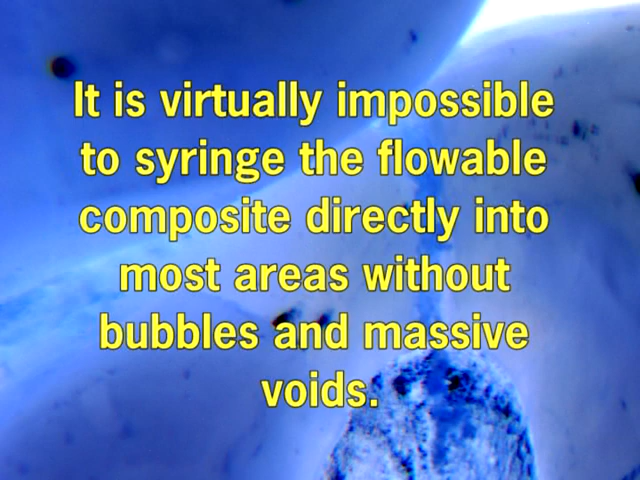 It is virtually impossible
to syringe the flowable
composite directly into
most areas without
bubbles and massive
voids.